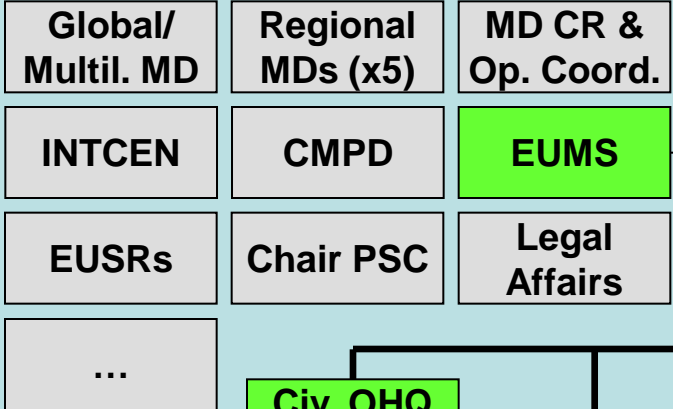 Global/
Multil. MD
Regional
MDs (x5)
MD CR &
Op. Coord.
INTCEN
CMPD
EUMS
EUSRs
Chair PSC
Legal
Affairs
…
Civ. OHQ